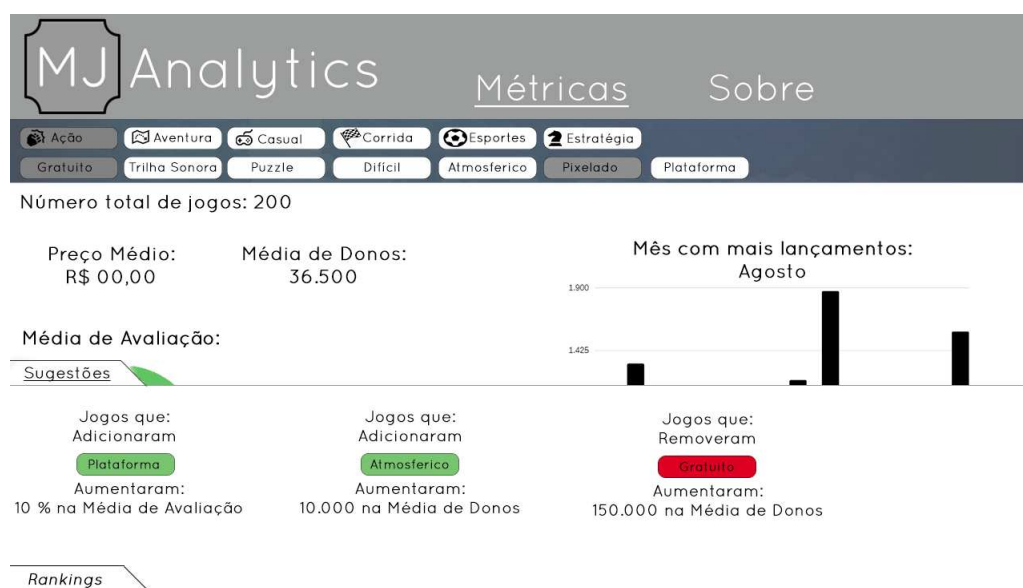 MJ Analytics Métricas Sobre
Ação Aventura Casual Corrida Esportes Estratégia
Gratuito Trilha Sonora Puzzle Difícil Atmosferico Pixelado Plataforma
Número total de jogos: 200
Preço Médio: Média de Donos:
R$ 00,00 36.500
Mês com mais lançamentos:
Agosto
1.900
Média de Avaliação:
1.425
Sugestões
Jogos que:
Adicionaram
Plataforma
Aumentaram:
10 % na Média de Avaliação
Jogos que:
Adicionaram
Atmosferico
Aumentaram:
10.000 na Média de Donos
Jogos que:
Removeram
Gratuito
Aumentaram:
150.000 na Média de Donos
Rankings